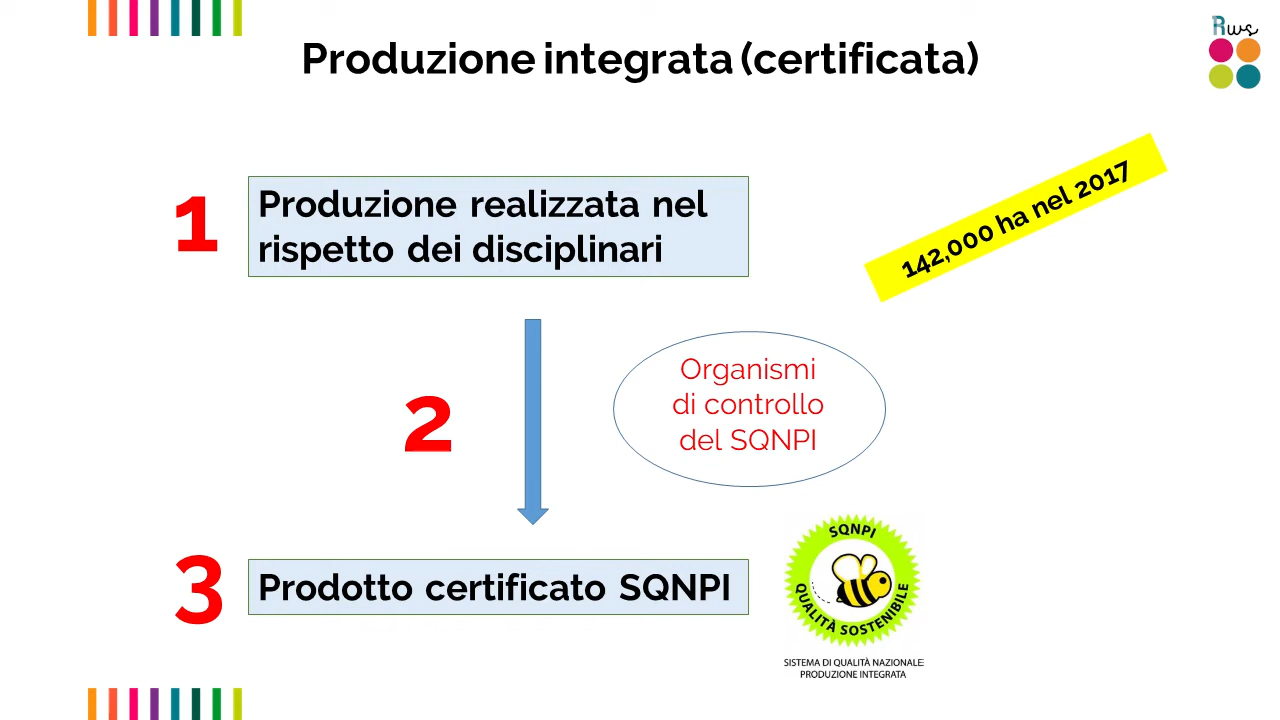 Rws
Produzione integrata (certificata)
142,000 ha nel 2017
1
Produzione realizzata nel
rispetto dei disciplinari
2
Organismi
di controllo
del SQNPI
3
Prodotto certificato SQNPI
SQNPI
QUALITÀ SOSTENIBILE
SISTEMA DI QUALITÀ NAZIONALE
PRODUZIONE INTEGRATA